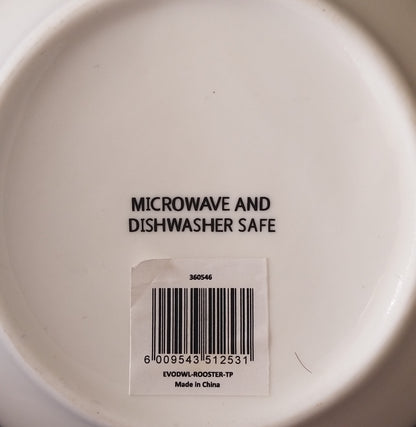 MICROWAVE AND
DISHWASHER SAFE
360546
6 009543 512531
EVODWL-ROOSTER-TP
Made in China